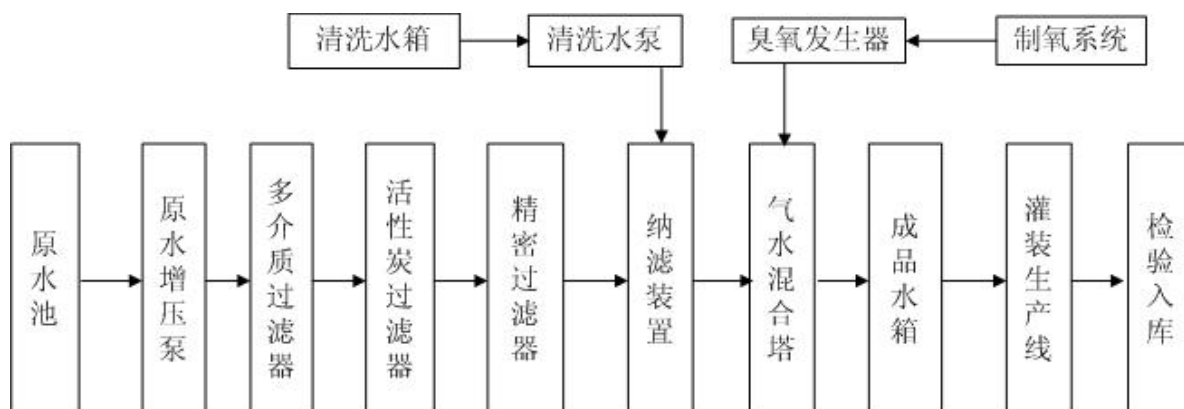 清洗水箱
清洗水泵
臭氧发生器
制氧系统
原水池
原水增压泵
多介质过滤器
活性炭过滤器
精密过滤器
纳滤装置
气水混合塔
成品水箱
灌装生产线
检验入库